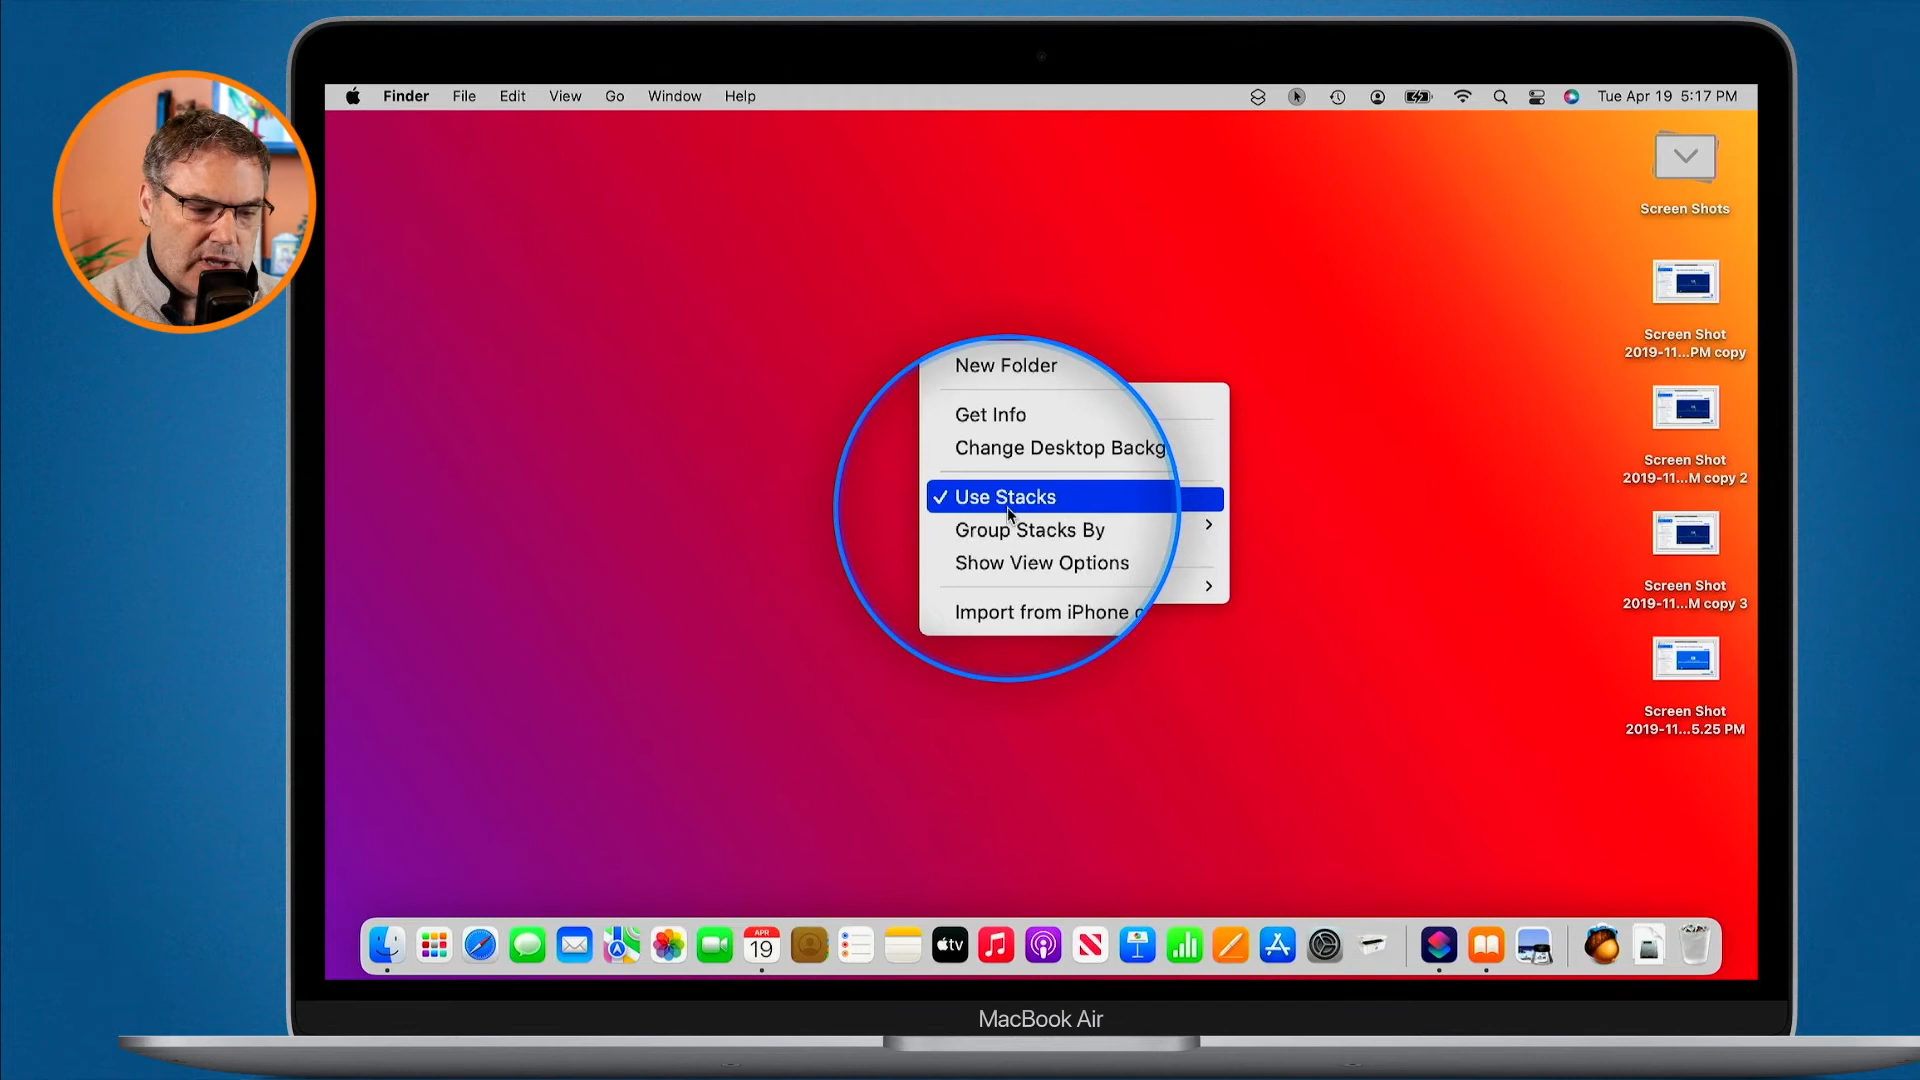 Finder File Edit View Go Window Help
Tue Apr 19 5:17 PM
Screen Shots
Screen Shot
2019-11...PM copy
Screen Shot
2019-11...M copy 2
Screen Shot
2019-11...M copy 3
Screen Shot
2019-11...5.25 PM
New Folder
Get Info
Change Desktop Backg
✓ Use Stacks
Group Stacks By
Show View Options
Import from iPhone
APR
19
tv
MacBook Air